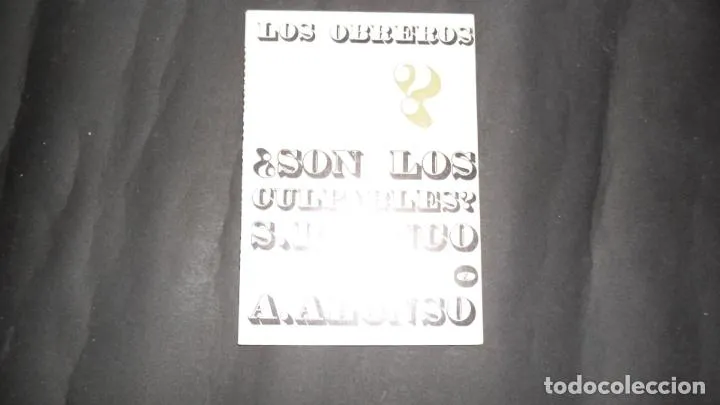 LOS OBREROS
?
¿SON LOS
CULPABLES?
S.
o
A.ALONSO
todocoleccion